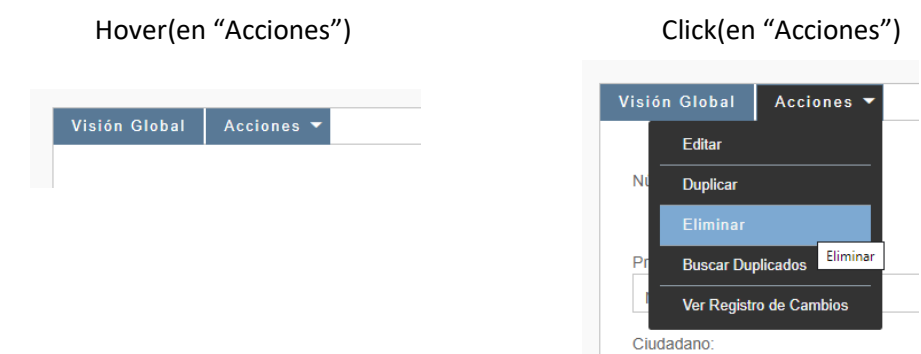 Hover(en “Acciones”)
Click(en “Acciones”)
Visión Global Acciones
Visión Global Acciones
Editar
Nú
Duplicar
Eliminar
Eliminar
Pr
Buscar Duplicados
Ver Registro de Cambios
Ciudadano: